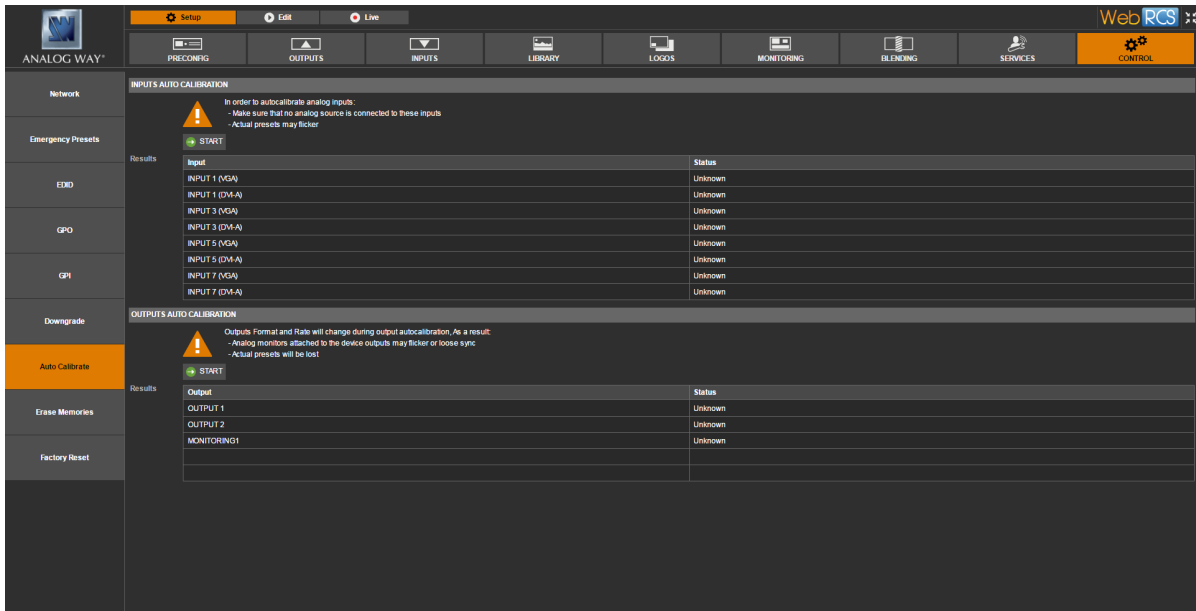 Setup Edit Live Web RCS
ANALOG WAY®
PRECONFIG OUTPUTS INPUTS LIBRARY LOGOS MONITORING BLENDING SERVICES CONTROL
Network
Emergency Presets
EDID
GPO
GPI
Downgrade
Auto Calibrate
Erase Memories
Factory Reset
INPUTS AUTO CALIBRATION
In order to autocalibrate analog inputs:
- Make sure that no analog source is connected to these inputs
- Actual presets may flicker
START
Results
Input Status
INPUT 1 (VGA) Unknown
INPUT 1 (DVI-A) Unknown
INPUT 3 (VGA) Unknown
INPUT 3 (DVI-A) Unknown
INPUT 5 (VGA) Unknown
INPUT 5 (DVI-A) Unknown
INPUT 7 (VGA) Unknown
INPUT 7 (DVI-A) Unknown
OUTPUTS AUTO CALIBRATION
Outputs Format and Rate will change during output autocalibration, As a result:
- Analog monitors attached to the device outputs may flicker or loose sync
- Actual presets will be lost
START
Results
Output Status
OUTPUT 1 Unknown
OUTPUT 2 Unknown
MONITORING1 Unknown